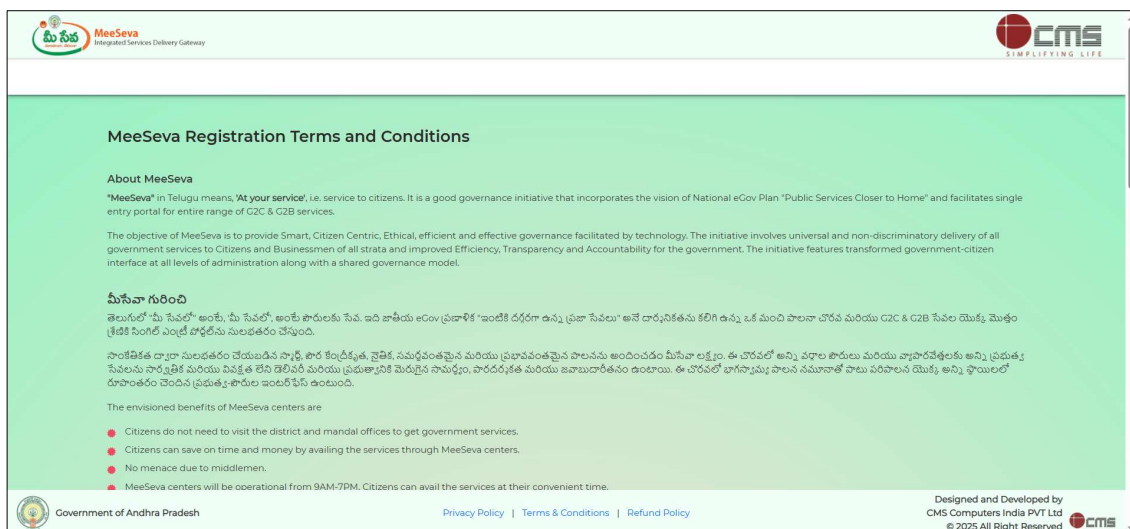 మీ సేవ
MeeSeva
Integrated Services Delivery Gateway
cms
SIMPLIFYING LIFE
MeeSeva Registration Terms and Conditions
About MeeSeva
"MeeSeva" in Telugu means, 'At your service', i.e. service to citizens. It is a good governance initiative that incorporates the vision of National eGov Plan "Public Services Closer to Home" and facilitates single
entry portal for entire range of G2C & G2B services.
The objective of MeeSeva is to provide Smart, Citizen Centric, Ethical, efficient and effective governance facilitated by technology. The initiative involves universal and non-discriminatory delivery of all
government services to Citizens and Businessmen of all strata and improved Efficiency, Transparency and Accountability for the government. The initiative features transformed government-citizen
interface at all levels of administration along with a shared governance model.
మీసేవా గురించి
తెలుగులో "మీ సేవలో" అంటే, 'మీ సేవలో', అంటే పౌరులకు సేవ. ఇది జాతీయ eGov ప్రణాళిక "ఇంటికి దగ్గరగా ఉన్న ప్రజా సేవలు" అనే దార్శనికతను కలిగి ఉన్న ఒక మంచి పాలనా చొరవ మరియు G2C & G2B సేవల యొక్క మొత్తం
శ్రేణికి సింగిల్ ఎంట్రీ పోర్టల్‌ను సులభతరం చేస్తుంది.
సాంకేతికత ద్వారా సులభతరం చేయబడిన స్మార్ట్, పౌర కేంద్రీకృత, నైతిక, సమర్థవంతమైన మరియు ప్రభావవంతమైన పాలనను అందించడం మీసేవా లక్ష్యం. ఈ చొరవలో అన్ని వర్గాల పౌరులు మరియు వ్యాపారవేత్తలకు అన్ని ప్రభుత్వ
సేవలను సార్వత్రిక మరియు వివక్షత లేని డెలివరీ మరియు ప్రభుత్వానికి మెరుగైన సామర్థ్యం, పారదర్శకత మరియు జవాబుదారీతనం ఉంటాయి. ఈ చొరవలో భాగస్వామ్య పాలన నమూనాతో పాటు పరిపాలన యొక్క అన్ని స్థాయిలలో
రూపాంతరం చెందిన ప్రభుత్వ-పౌరుల ఇంటర్‌ఫేస్ ఉంటుంది.
The envisioned benefits of MeeSeva centers are
Citizens do not need to visit the district and mandal offices to get government services.
Citizens can save on time and money by availing the services through MeeSeva centers.
No menace due to middlemen.
MeeSeva centers will be operational from 9AM-7PM. Citizens can avail the services at their convenient time.
Government of Andhra Pradesh
Privacy Policy | Terms & Conditions | Refund Policy
Designed and Developed by
CMS Computers India PVT Ltd
© 2025 All Right Reserved
cms